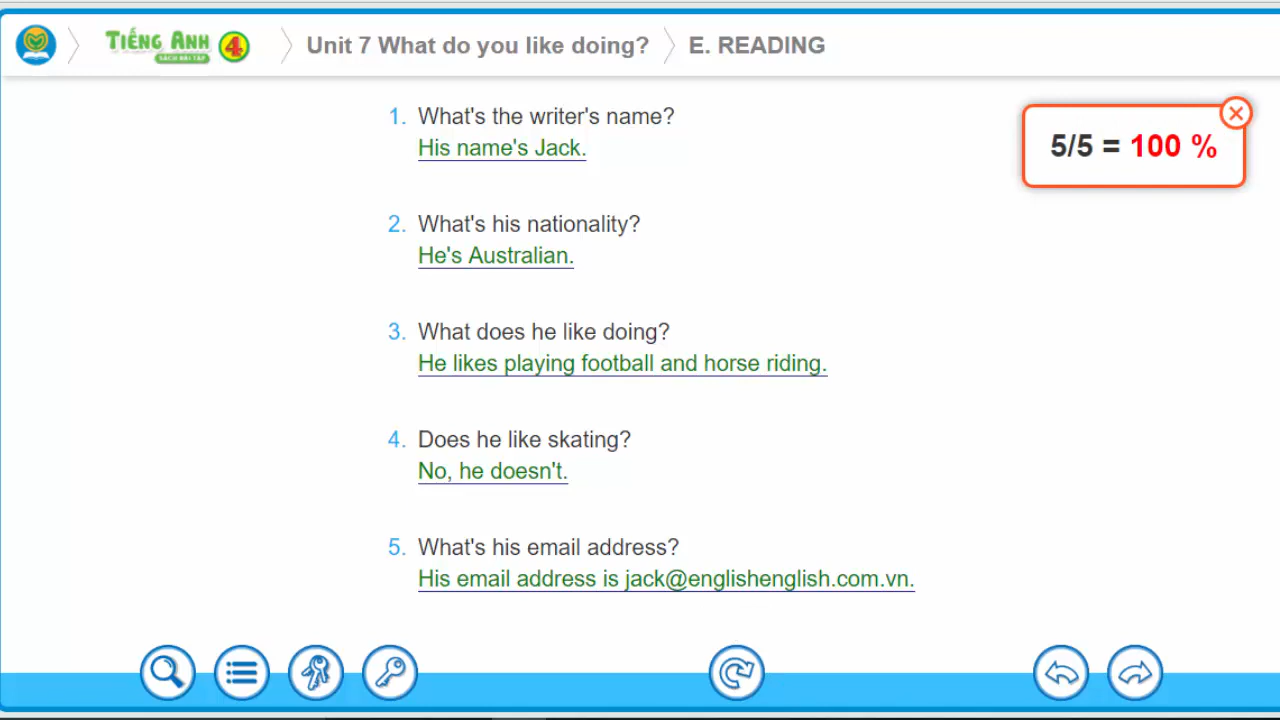 TIẾNG ANH 4
SÁCH BÀI TẬP
Unit 7 What do you like doing?
E. READING
1. What's the writer's name?
His name's Jack.
5/5 = 100 %
2. What's his nationality?
He's Australian.
3. What does he like doing?
He likes playing football and horse riding.
4. Does he like skating?
No, he doesn't.
5. What's his email address?
His email address is jack@englishenglish.com.vn.